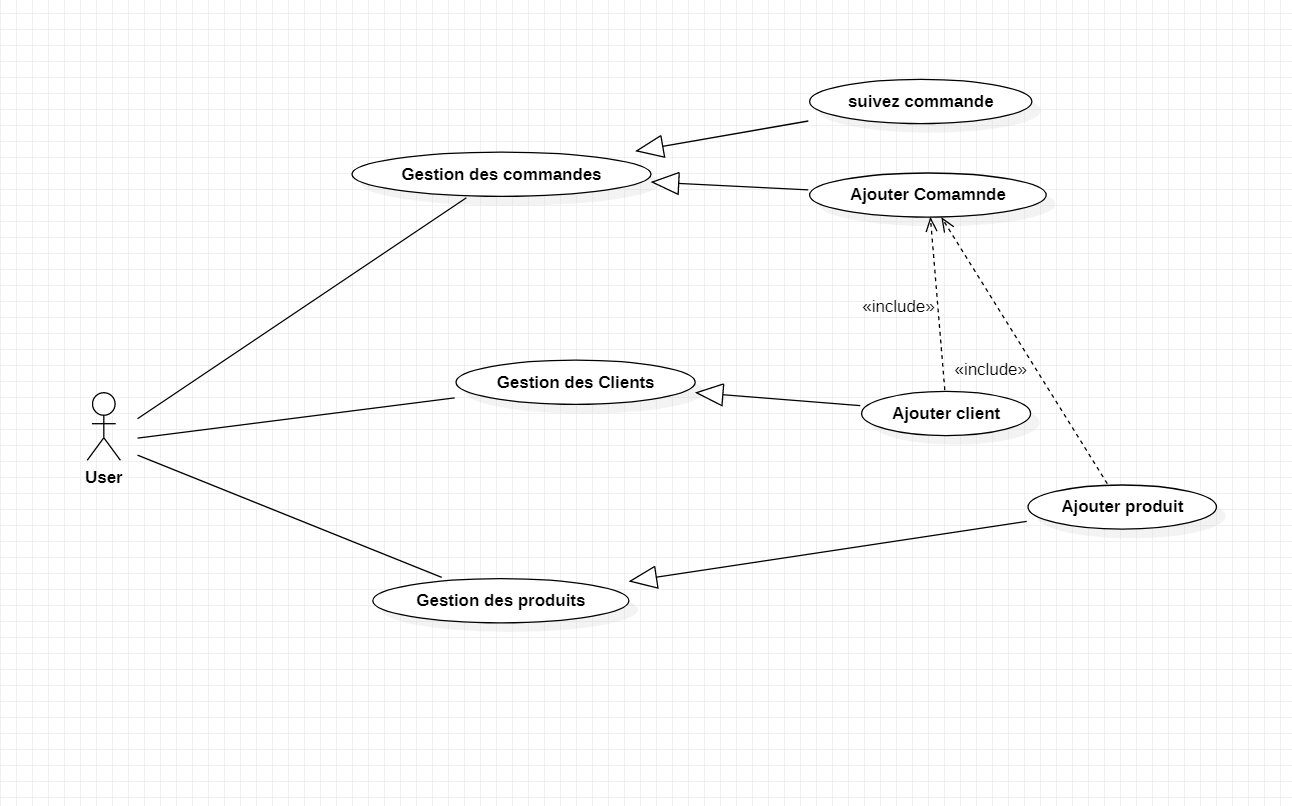 suivez commande
Gestion des commandes
Ajouter Comamnde
«include»
«include»
Gestion des Clients
Ajouter client
User
Ajouter produit
Gestion des produits